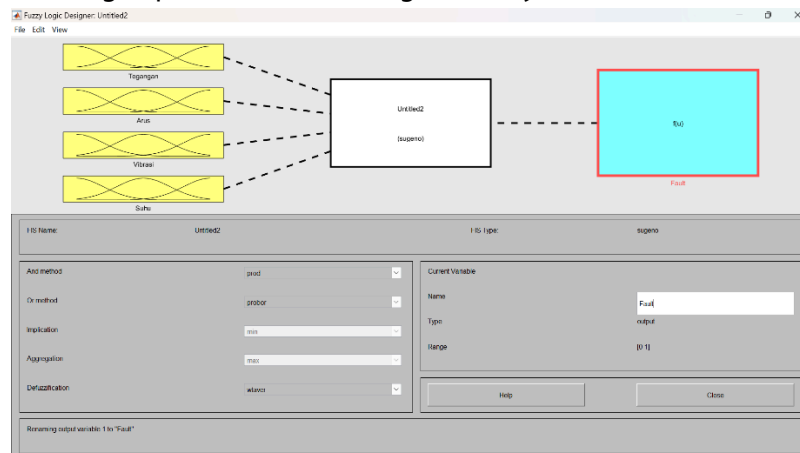 Fuzzy Logic Designer: Untitled2
File Edit View
Tegangan
Arus
Vibrasi
Suhu
Untitled2
(sugeno)
f(u)
Fault
FIS Name: Untitled2 FIS Type: sugeno
And method prod
Or method probor
Implication min
Aggregation max
Defuzzification wtaver
Current Variable
Name Fault
Type output
Range [0 1]
Help Close
Renaming output variable 1 to "Fault"